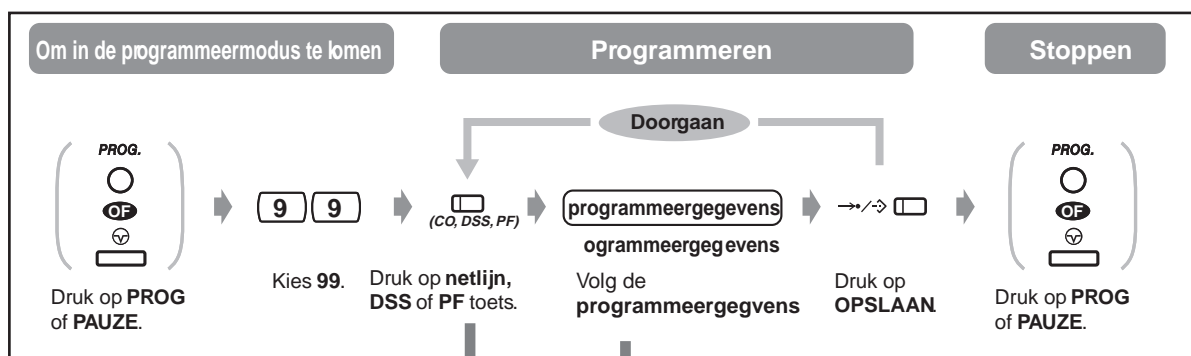 Om in de programmeermodus te komen
Programmeren
Stoppen
Doorgaan
PROG.
OF
9 9
(CO, DSS, PF)
programmeergegevens
ogrammeergegevens
PROG.
OF
Druk op PROG
of PAUZE.
Kies 99.
Druk op netlijn,
DSS of PF toets.
Volg de
programmeergegvens
Druk op
OPSLAAN.
Druk op PROG
of PAUZE.